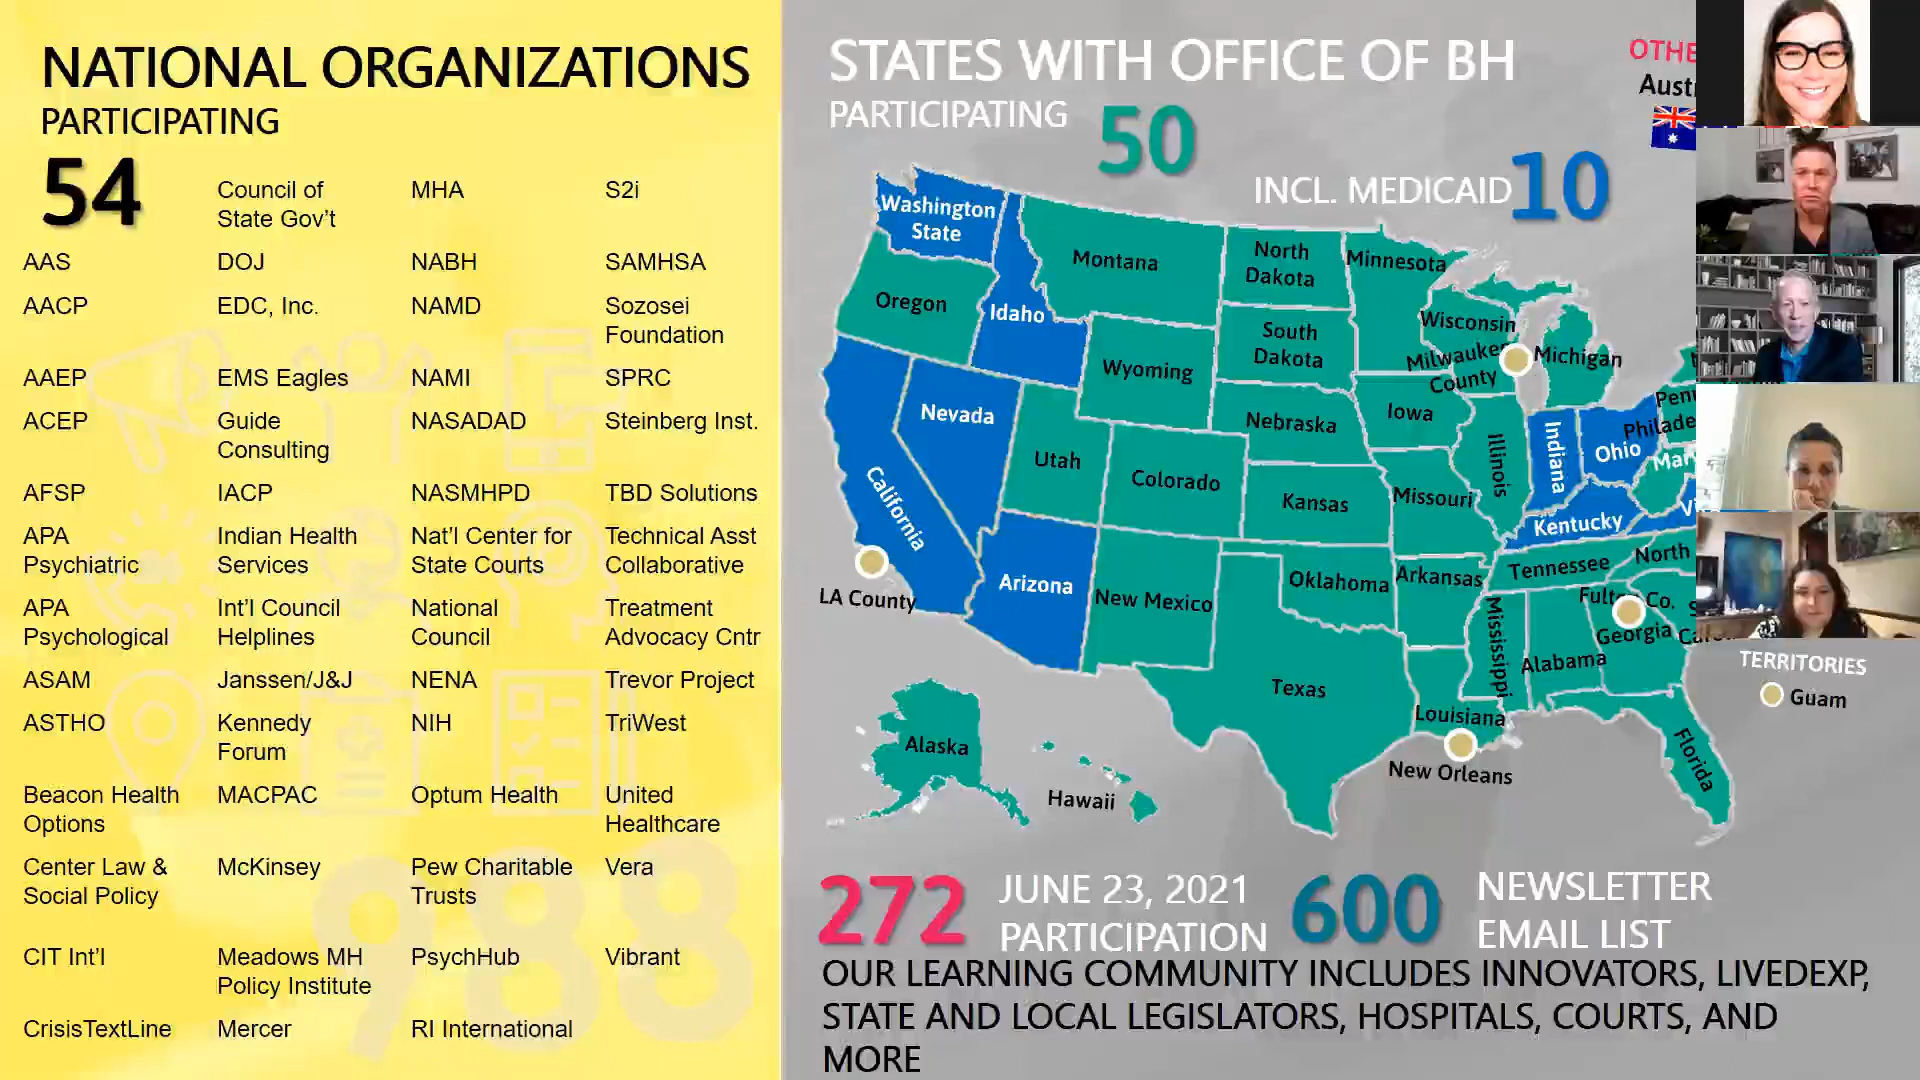 NATIONAL ORGANIZATIONS
PARTICIPATING
54
Council of
State Gov't
MHA
S2i
AAS
DOJ
NABH
SAMHSA
AACP
EDC, Inc.
NAMD
Sozosei
Foundation
AAEP
EMS Eagles
NAMI
SPRC
ACEP
Guide
Consulting
NASADAD
Steinberg Inst.
AFSP
IACP
NASMHPD
TBD Solutions
APA
Psychiatric
Indian Health
Services
Nat'l Center for
State Courts
Technical Asst
Collaborative
APA
Psychological
Int'l Council
Helplines
National
Council
Treatment
Advocacy Cntr
ASAM
Janssen/J&J
NENA
Trevor Project
ASTHO
Kennedy
Forum
NIH
TriWest
Beacon Health
Options
MACPAC
Optum Health
United
Healthcare
Center Law &
Social Policy
McKinsey
Pew Charitable
Trusts
Vera
CIT Int'l
Meadows MH
Policy Institute
PsychHub
Vibrant
CrisisTextLine
Mercer
RI International
988
STATES WITH OFFICE OF BH
PARTICIPATING
50
INCL. MEDICAID 10
OTHE
Aust
Washington
State
Oregon
Idaho
Montana
North
Dakota
Minnesota
South
Dakota
Wyoming
Wisconsin
Milwaukee
County
Michigan
Nevada
Nebraska
Iowa
Utah
Colorado
Kansas
Missouri
Illinois
Indiana
Ohio
Penn
Philade
Mar
Kentucky
California
LA County
Arizona
New Mexico
Oklahoma
Arkansas
Tennessee
North
Mississippi
Alabama
Fulton Co.
Georgia
Texas
Louisiana
New Orleans
Florida
Alaska
Hawaii
TERRITORIES
Guam
272
JUNE 23, 2021
PARTICIPATION
600
NEWSLETTER
EMAIL LIST
OUR LEARNING COMMUNITY INCLUDES INNOVATORS, LIVEDEXP,
STATE AND LOCAL LEGISLATORS, HOSPITALS, COURTS, AND
MORE